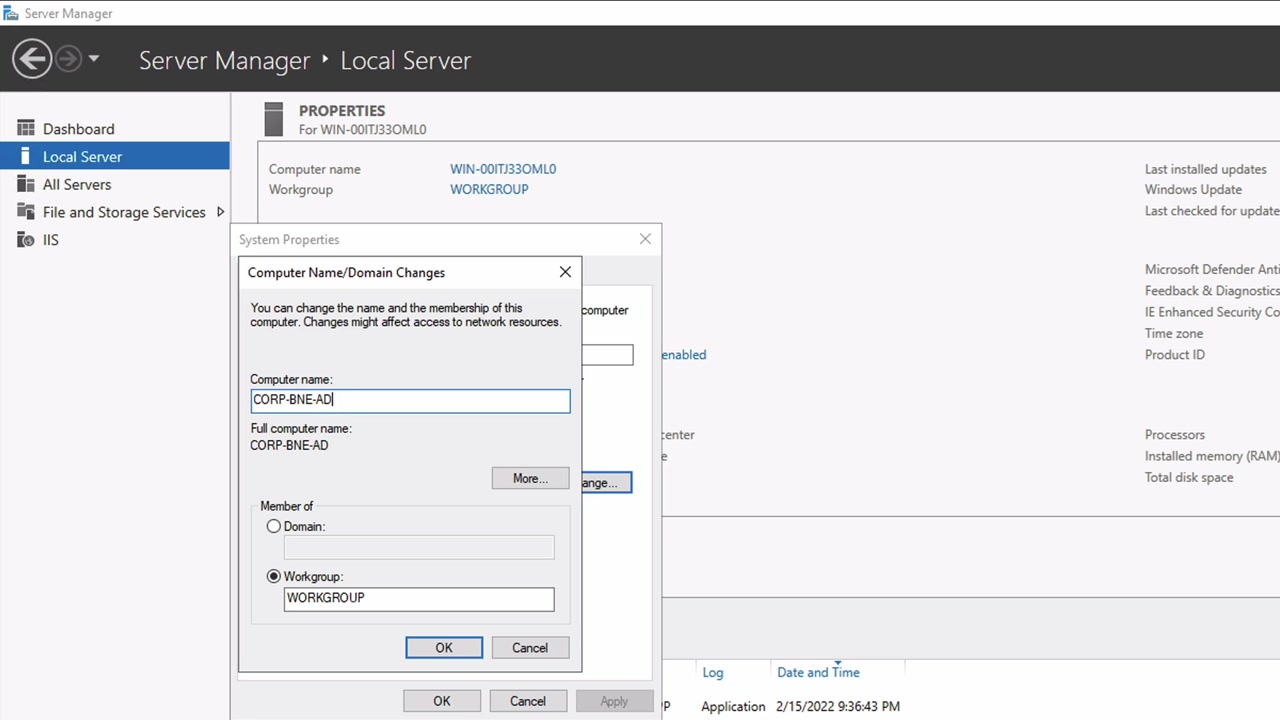 Server Manager
Server Manager Local Server
Dashboard
Local Server
All Servers
File and Storage Services
IIS
PROPERTIES
For WIN-00ITJ33OML0
Computer name WIN-00ITJ33OML0 Last installed updates
Workgroup WORKGROUP Windows Update
Last checked for update
Microsoft Defender Anti
Feedback & Diagnostics
IE Enhanced Security Co
Time zone
enabled Product ID
center Processors
e Installed memory (RAM)
Total disk space
System Properties
computer
ange...
Computer Name/Domain Changes
You can change the name and the membership of this
computer. Changes might affect access to network resources.
Computer name:
CORP-BNE-AD
Full computer name:
CORP-BNE-AD
More...
Member of
Domain:
Workgroup:
WORKGROUP
OK Cancel
OK Cancel Apply
Log Date and Time
P Application 2/15/2022 9:36:43 PM